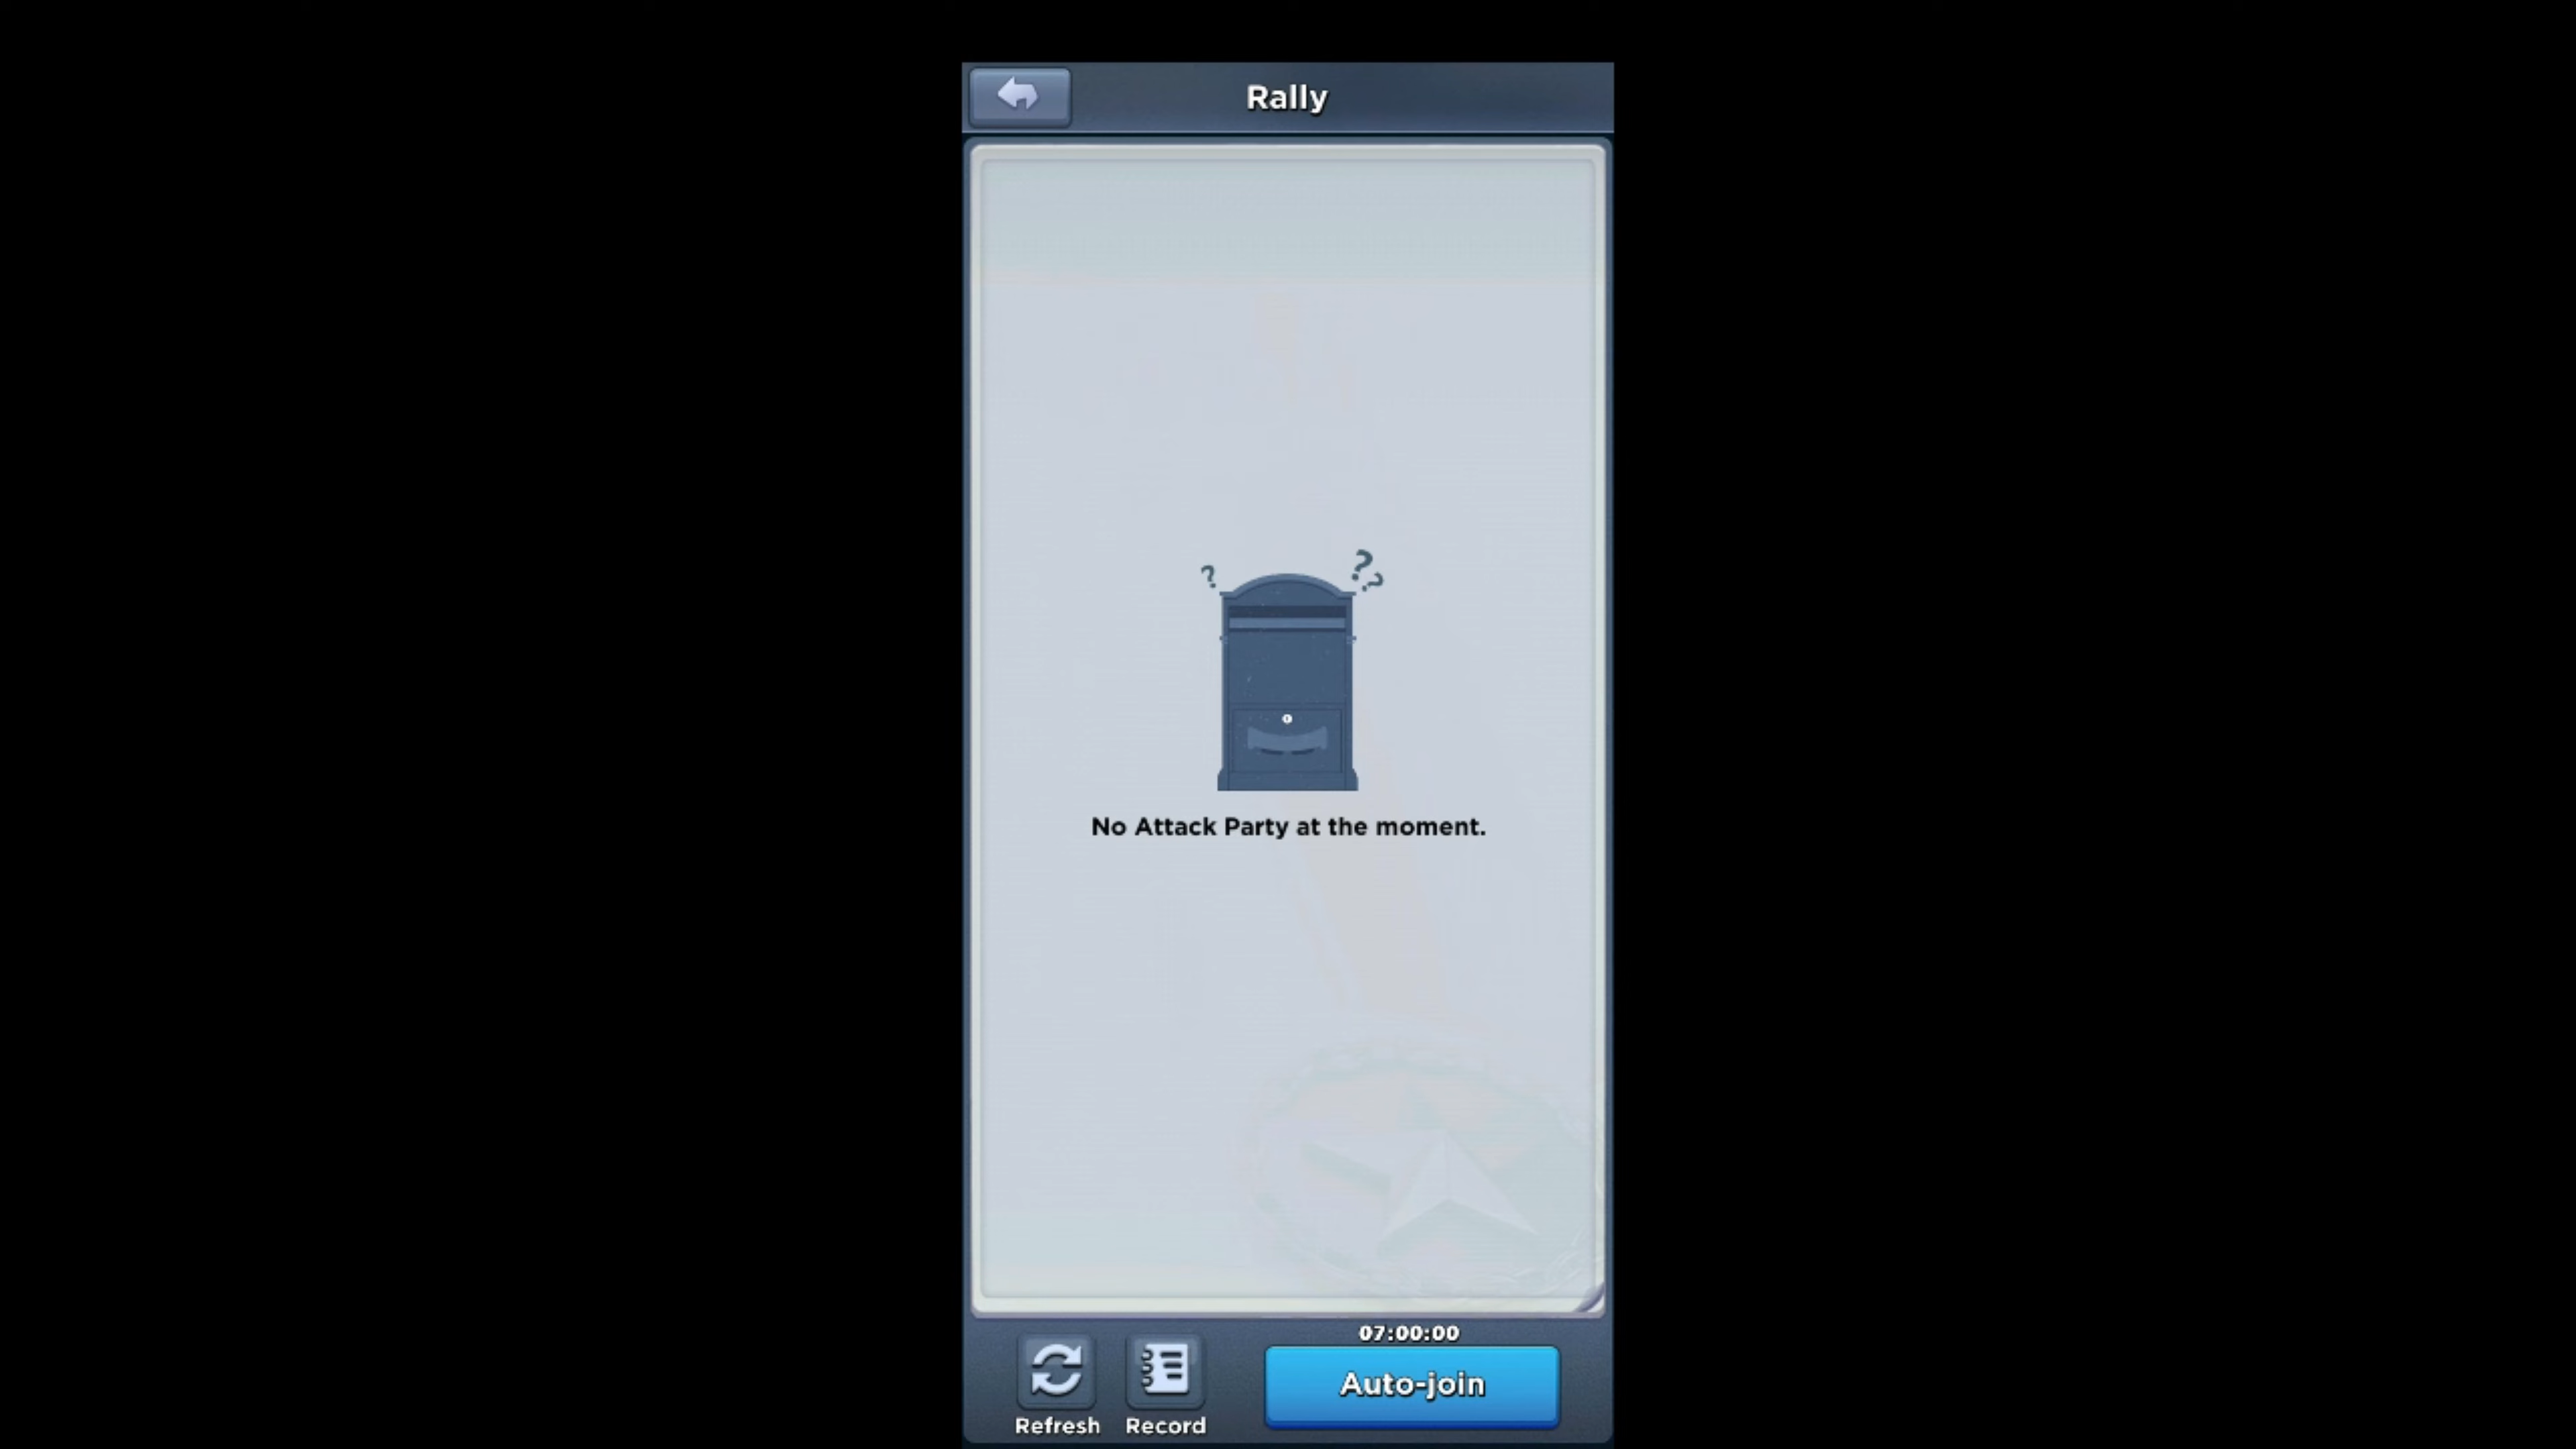 Rally
No Attack Party at the moment.
07:00:00
Auto-join
Refresh
Record